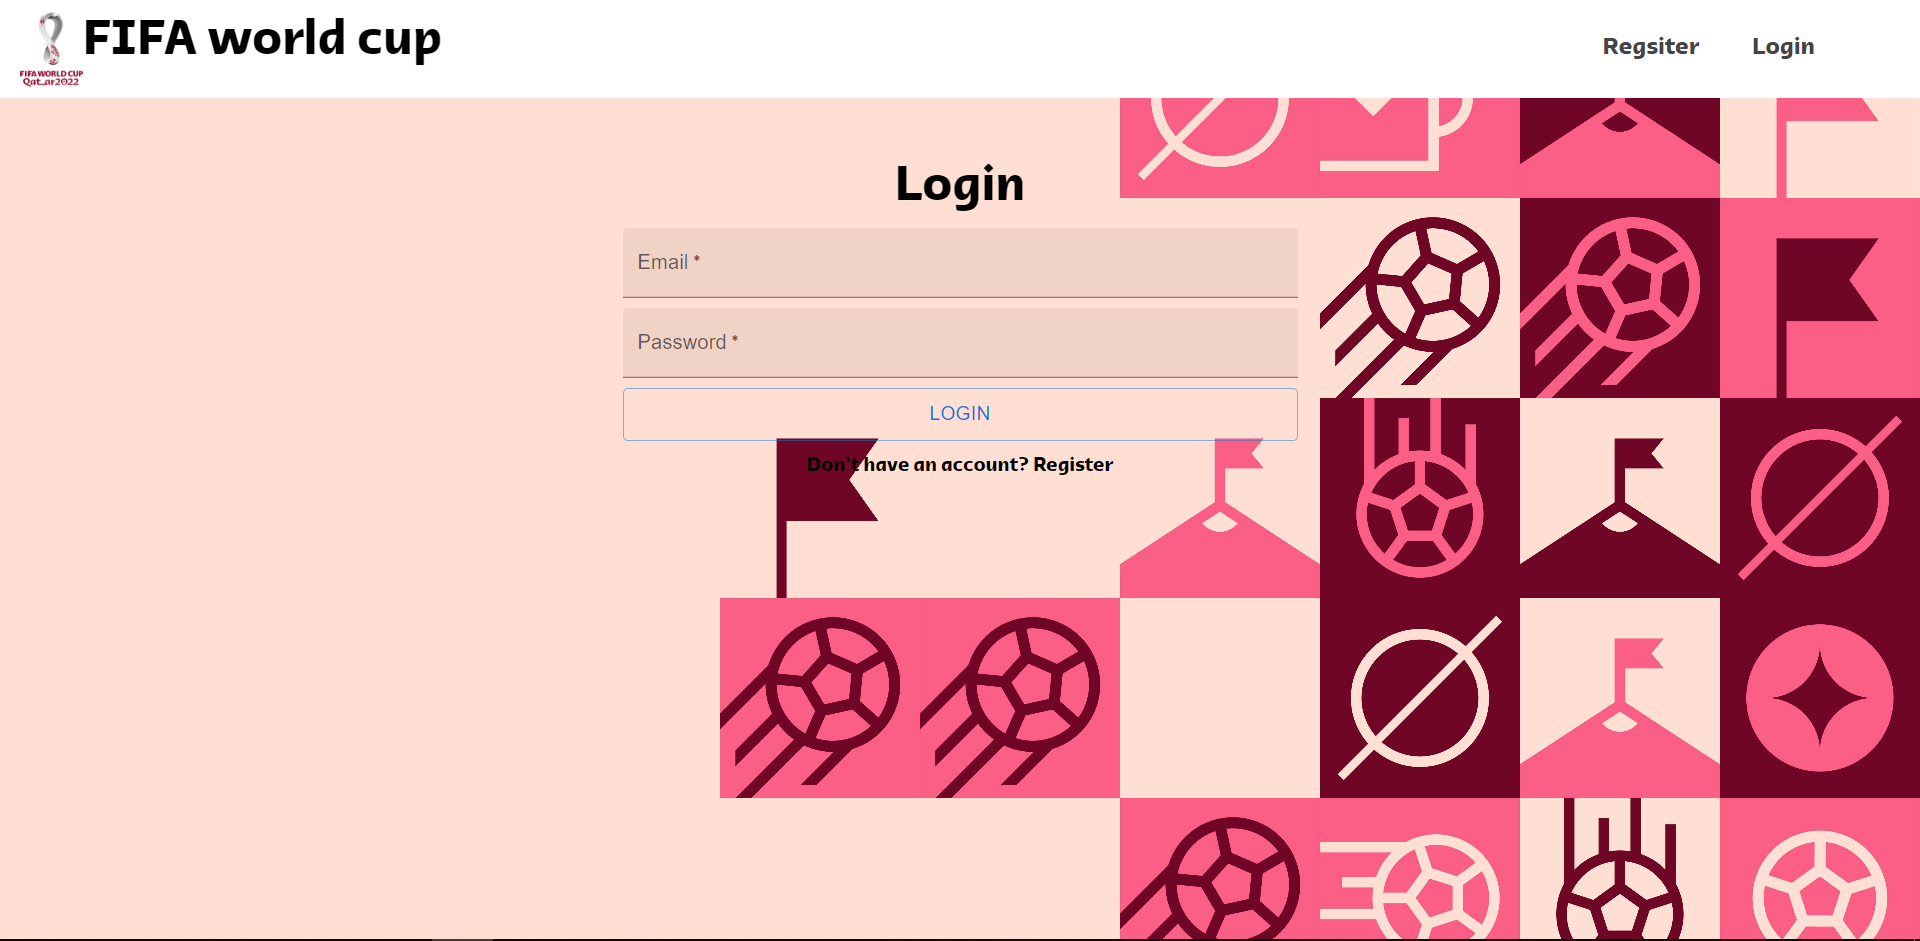 FIFA world cup
FIFA WORLD CUP
Qatar2022
Regsiter
Login
Login
Email *
Password *
LOGIN
Don't have an account? Register